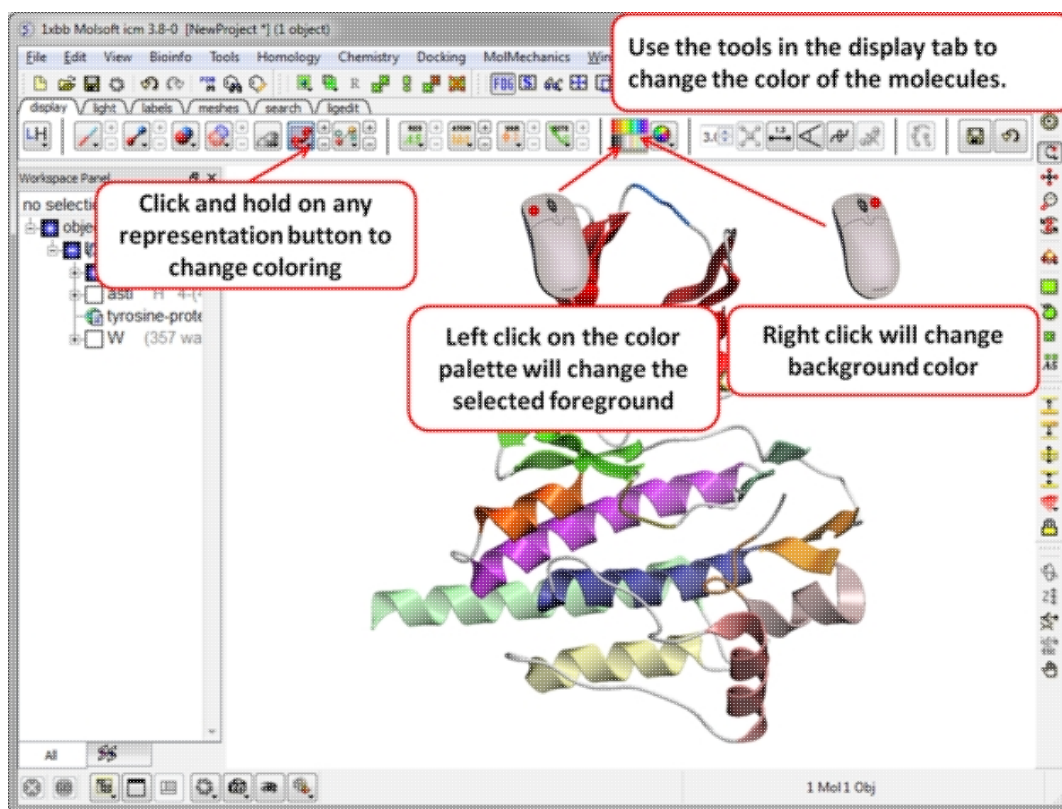 1xbb Molsoft icm 3.8-0 [NewProject *] (1 object)
File Edit View Bioinfo Tools Homology Chemistry Docking MolMechanics
Use the tools in the display tab to
change the color of the molecules.
display light labels meshes search ligedit
Workspace Panel
no selectio
Click and hold on any
representation button to
change coloring
obje
asti H
tyrosine-prote
W (357 wa
Left click on the color
palette will change the
selected foreground
Right click will change
background color
All
1 Mol 1 Obj